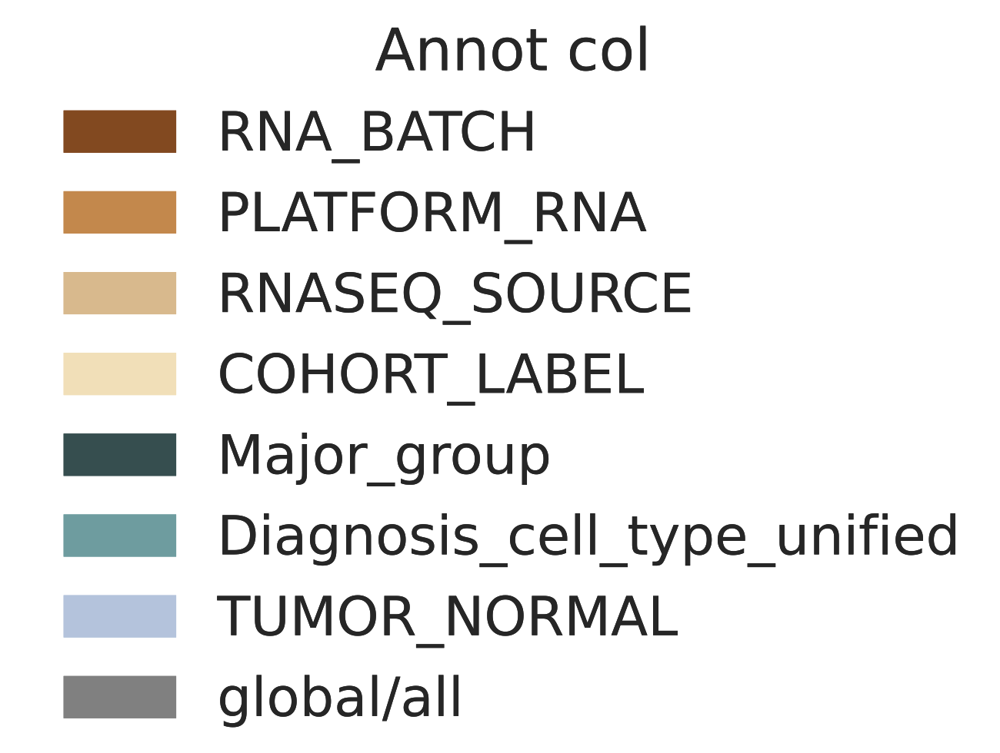 Annot col
RNA_BATCH
PLATFORM_RNA
RNASEQ_SOURCE
COHORT_LABEL
Major_group
Diagnosis_cell_type_unified
TUMOR_NORMAL
global/all